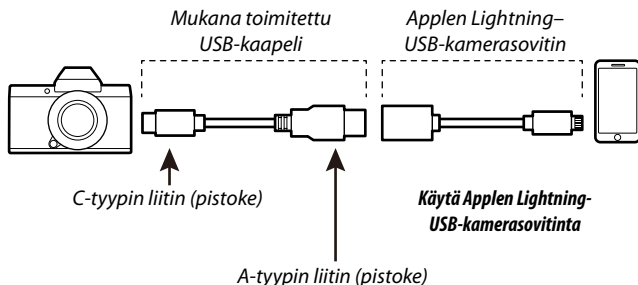 Mukana toimitettu
USB-kaapeli
Applen Lightning–
USB-kamerasovitin
C-tyypin liitin (pistoke)
Käytä Applen Lightning-
USB-kamerasovitinta
A-tyypin liitin (pistoke)